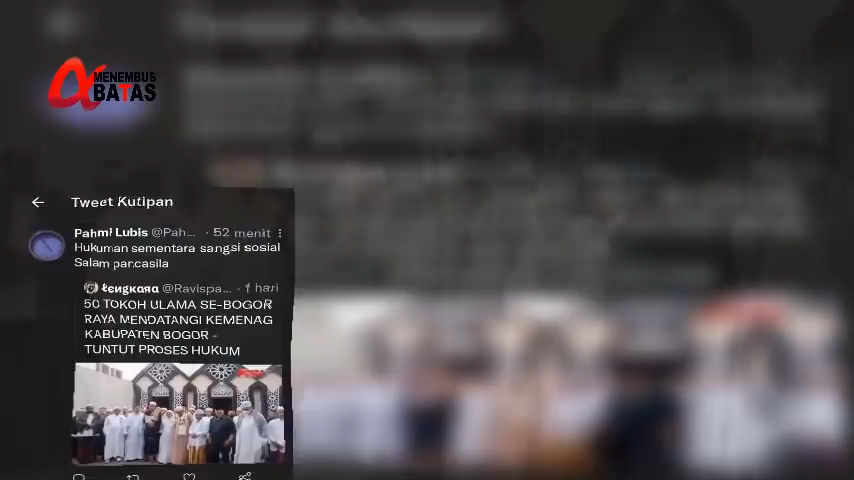 MENEMBUS
BATAS
Tweet Kutipan
Pahmi Lubis @Pah... · 52 menit
Hukuman sementara sangsi sosial
Salam pancasila
Lengkara @Ravispa... · 1 hari
50 TOKOH ULAMA SE-BOGOR
RAYA MENDATANGI KEMENAG
KABUPATEN BOGOR -
TUNTUT PROSES HUKUM